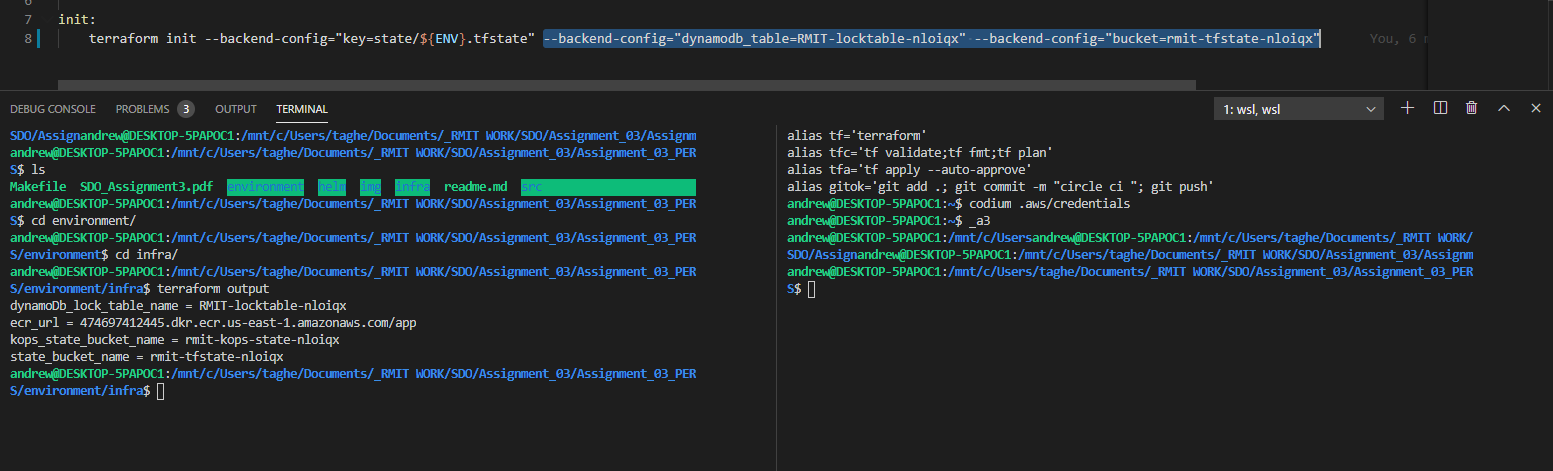 6
7 init:
8 terraform init --backend-config="key=state/${ENV}.tfstate" --backend-config="dynamodb_table=RMIT-locktable-nloiqx" --backend-config="bucket=rmit-tfstate-nloiqx" You, 6 m
DEBUG CONSOLE PROBLEMS 3 OUTPUT TERMINAL 1: wsl, wsl
SDO/Assignandrew@DESKTOP-5PAPOC1:/mnt/c/Users/taghe/Documents/_RMIT WORK/SDO/Assignment_03/Assignm
andrew@DESKTOP-5PAPOC1:/mnt/c/Users/taghe/Documents/_RMIT WORK/SDO/Assignment_03/Assignment_03_PER
S$ ls
Makefile SDO_Assignment3.pdf environment helm img infra readme.md src
andrew@DESKTOP-5PAPOC1:/mnt/c/Users/taghe/Documents/_RMIT WORK/SDO/Assignment_03/Assignment_03_PER
S$ cd environment/
andrew@DESKTOP-5PAPOC1:/mnt/c/Users/taghe/Documents/_RMIT WORK/SDO/Assignment_03/Assignment_03_PER
S/environment$ cd infra/
andrew@DESKTOP-5PAPOC1:/mnt/c/Users/taghe/Documents/_RMIT WORK/SDO/Assignment_03/Assignment_03_PER
S/environment/infra$ terraform output
dynamoDb_lock_table_name = RMIT-locktable-nloiqx
ecr_url = 474697412445.dkr.ecr.us-east-1.amazonaws.com/app
kops_state_bucket_name = rmit-kops-state-nloiqx
state_bucket_name = rmit-tfstate-nloiqx
andrew@DESKTOP-5PAPOC1:/mnt/c/Users/taghe/Documents/_RMIT WORK/SDO/Assignment_03/Assignment_03_PER
S/environment/infra$
alias tf='terraform'
alias tfc='tf validate;tf fmt;tf plan'
alias tfa='tf apply --auto-approve'
alias gitok='git add .; git commit -m "circle ci "; git push'
andrew@DESKTOP-5PAPOC1:~$ codium .aws/credentials
andrew@DESKTOP-5PAPOC1:~$ _a3
andrew@DESKTOP-5PAPOC1:/mnt/c/Usersandrew@DESKTOP-5PAPOC1:/mnt/c/Users/taghe/Documents/_RMIT WORK/
SDO/Assignandrew@DESKTOP-5PAPOC1:/mnt/c/Users/taghe/Documents/_RMIT WORK/SDO/Assignment_03/Assignm
andrew@DESKTOP-5PAPOC1:/mnt/c/Users/taghe/Documents/_RMIT WORK/SDO/Assignment_03/Assignment_03_PER
S$